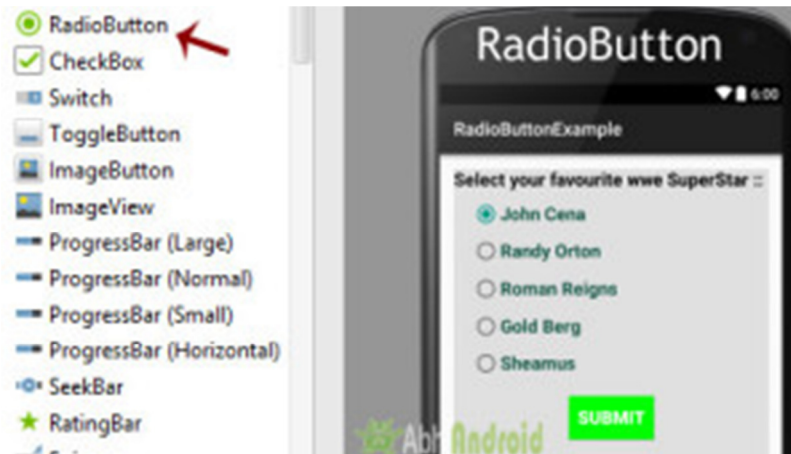 RadioButton
CheckBox
Switch
ToggleButton
ImageButton
ImageView
ProgressBar (Large)
ProgressBar (Normal)
ProgressBar (Small)
ProgressBar (Horizontal)
SeekBar
RatingBar
RadioButton
6:00
RadioButtonExample
Select your favourite wwe SuperStar ::
John Cena
Randy Orton
Roman Reigns
Gold Berg
Sheamus
SUBMIT
AbhiAndroid